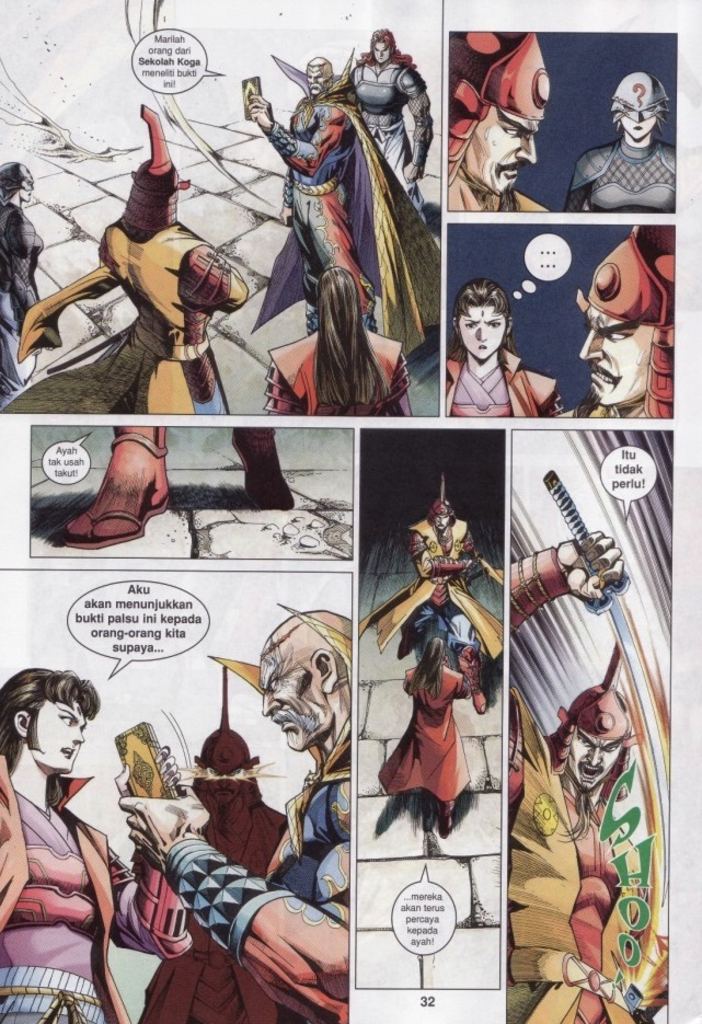 Marilah
orang dari
Sekolah Koga
meneliti bukti
ini!
?
...
...
Ayah
tak usah
takut!
Aku
akan menunjukkan
bukti palsu ini kepada
orang-orang kita
supaya...
...mereka
akan terus
percaya
kepada
ayah!
Itu
tidak
perlu!
SHOO
32